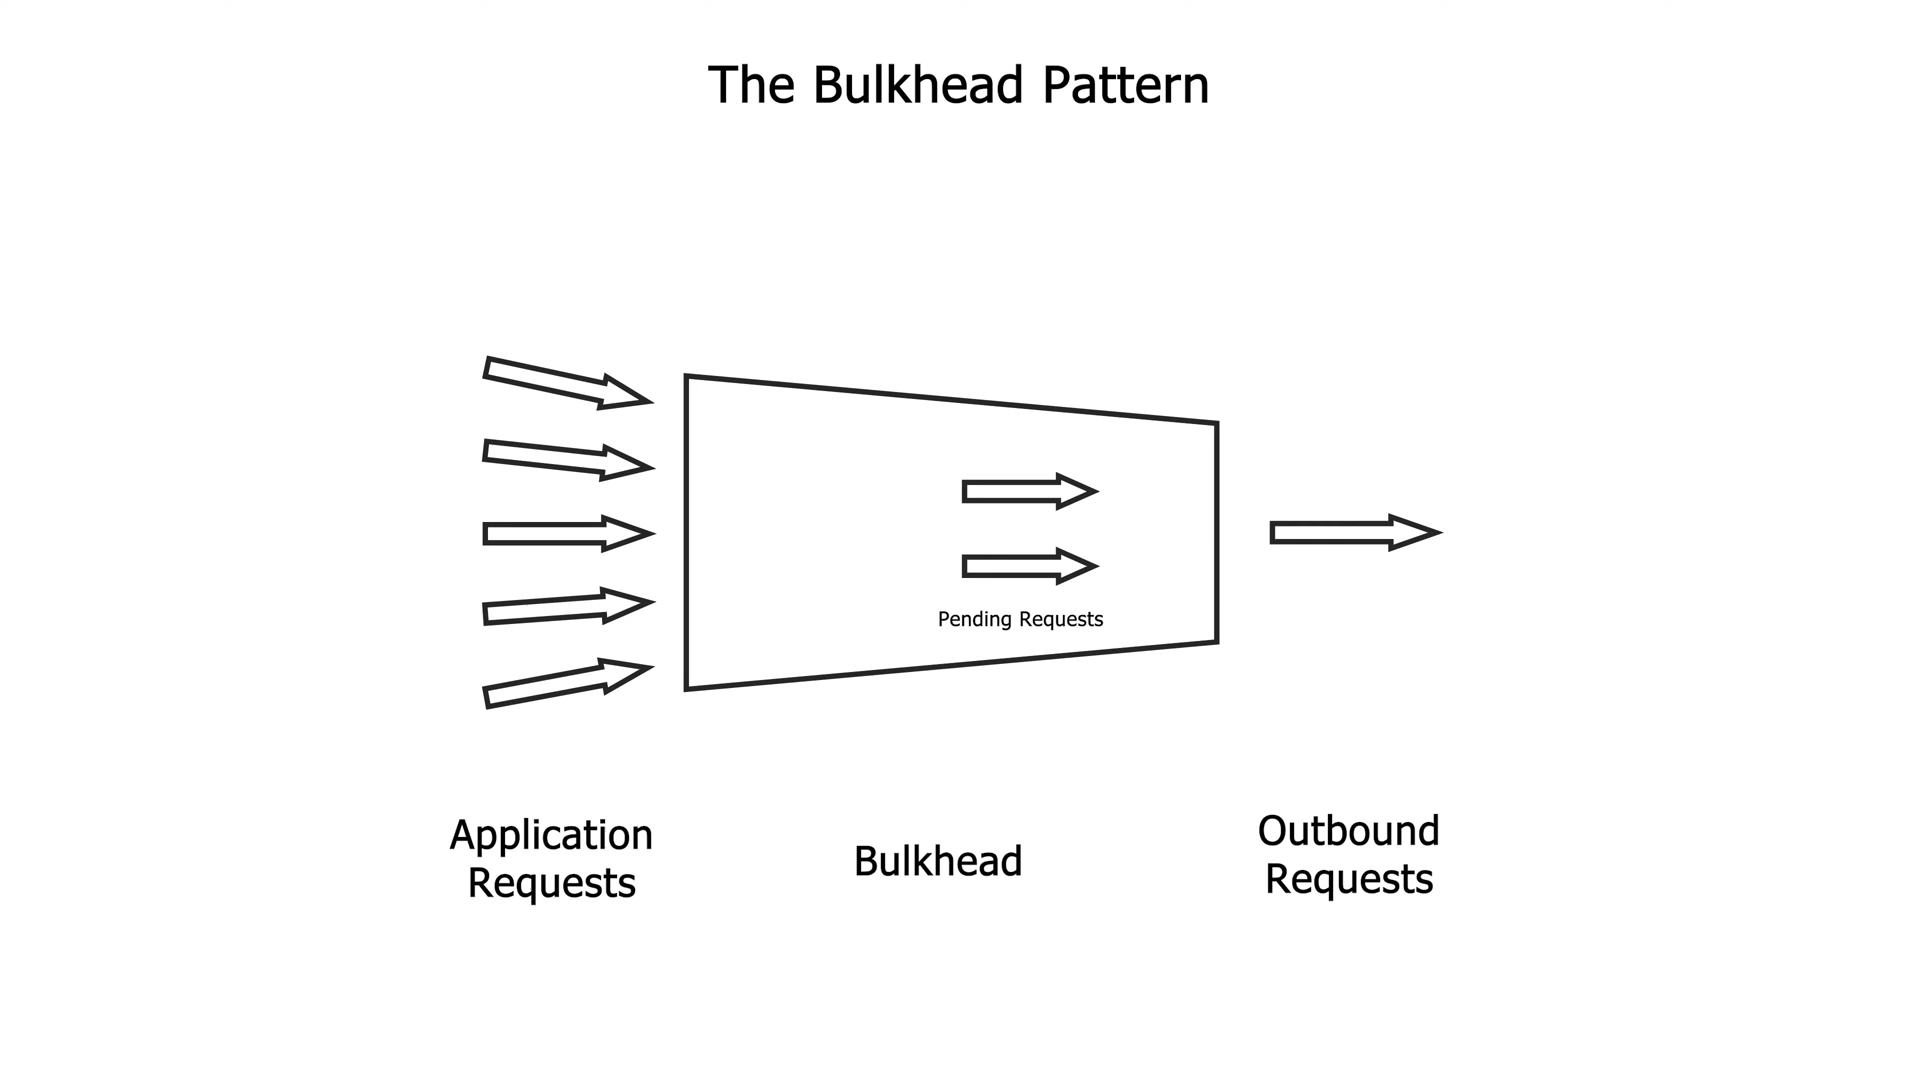 The Bulkhead Pattern
Pending Requests
Application
Requests
Bulkhead
Outbound
Requests